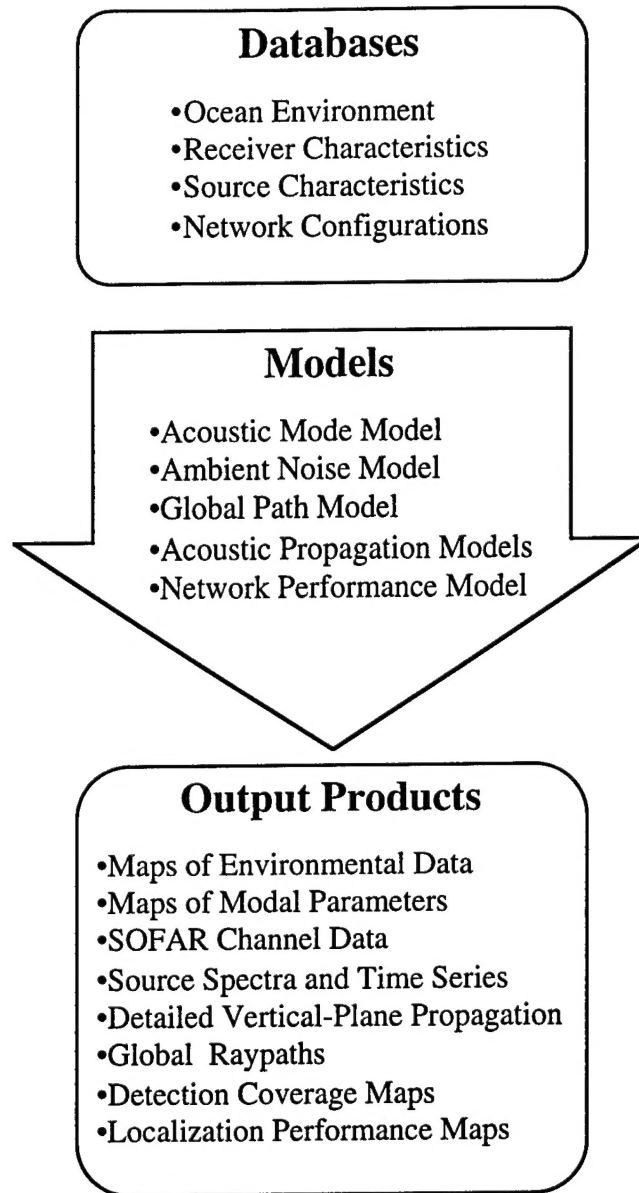 Databases
•Ocean Environment
•Receiver Characteristics
•Source Characteristics
•Network Configurations
Models
•Acoustic Mode Model
•Ambient Noise Model
•Global Path Model
•Acoustic Propagation Models
•Network Performance Model
Output Products
•Maps of Environmental Data
•Maps of Modal Parameters
•SOFAR Channel Data
•Source Spectra and Time Series
•Detailed Vertical-Plane Propagation
•Global Raypaths
•Detection Coverage Maps
•Localization Performance Maps